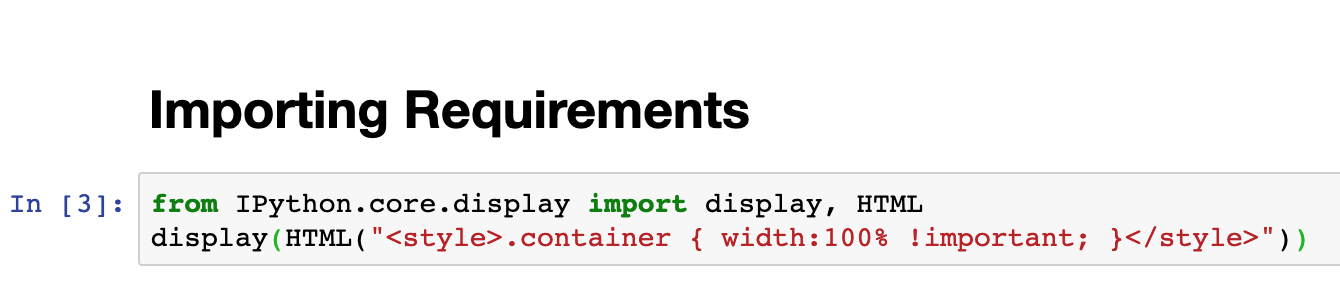 Importing Requirements
In [3]: from IPython.core.display import display, HTML
display(HTML("<style>.container { width:100% !important; }</style>"))